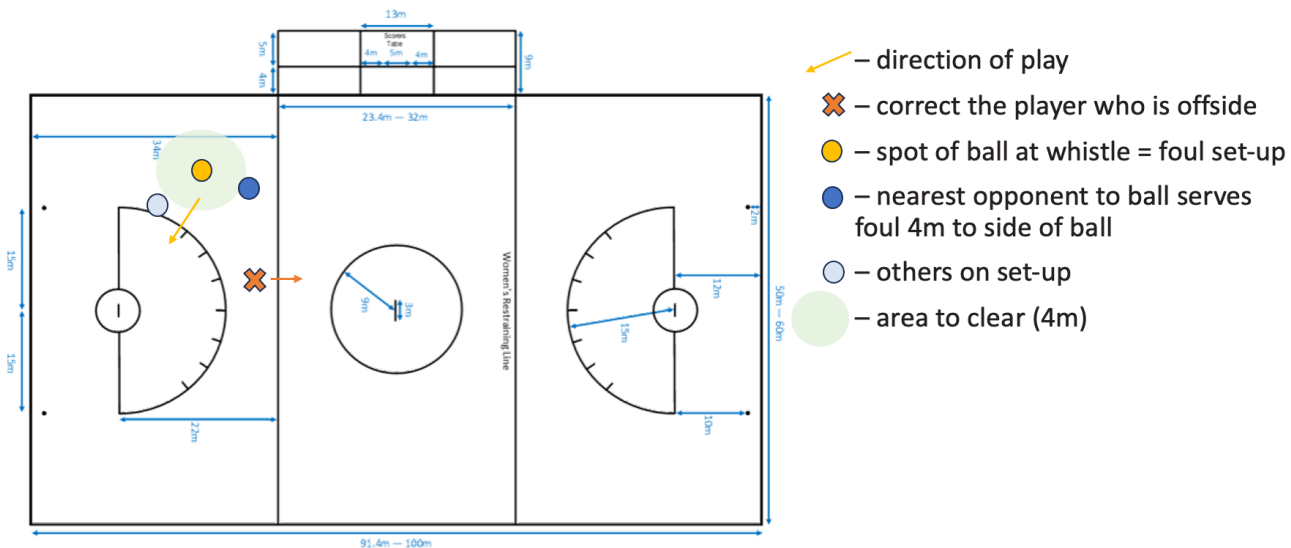 13m
Scorers
Table
4m 5m 4m
5m
4m
9m
23.4m — 32m
34m
15m
15m
22m
9m
3m
Women's Restraining Line
2m
12m
15m
10m
50m — 60m
91.4m — 100m
– direction of play
– correct the player who is offside
– spot of ball at whistle = foul set-up
– nearest opponent to ball serves
foul 4m to side of ball
– others on set-up
– area to clear (4m)